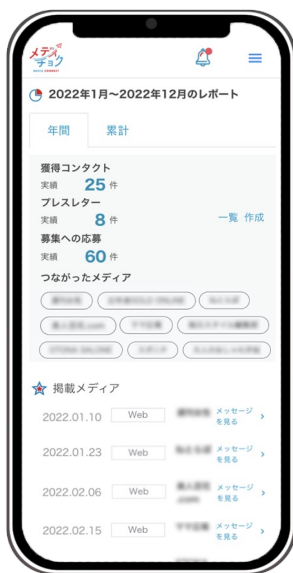 メディ
チョク
2022年1月～2022年12月のレポート
年間 累計
獲得コンタクト
実績 25 件
プレスレター
実績 8 件 一覧 作成
募集への応募
実績 60 件
つながったメディア
掲載メディア
2022.01.10 Web メッセージ
を見る
2022.01.23 Web メッセージ
を見る
2022.02.06 Web メッセージ
を見る
2022.02.15 Web メッセージ
を見る